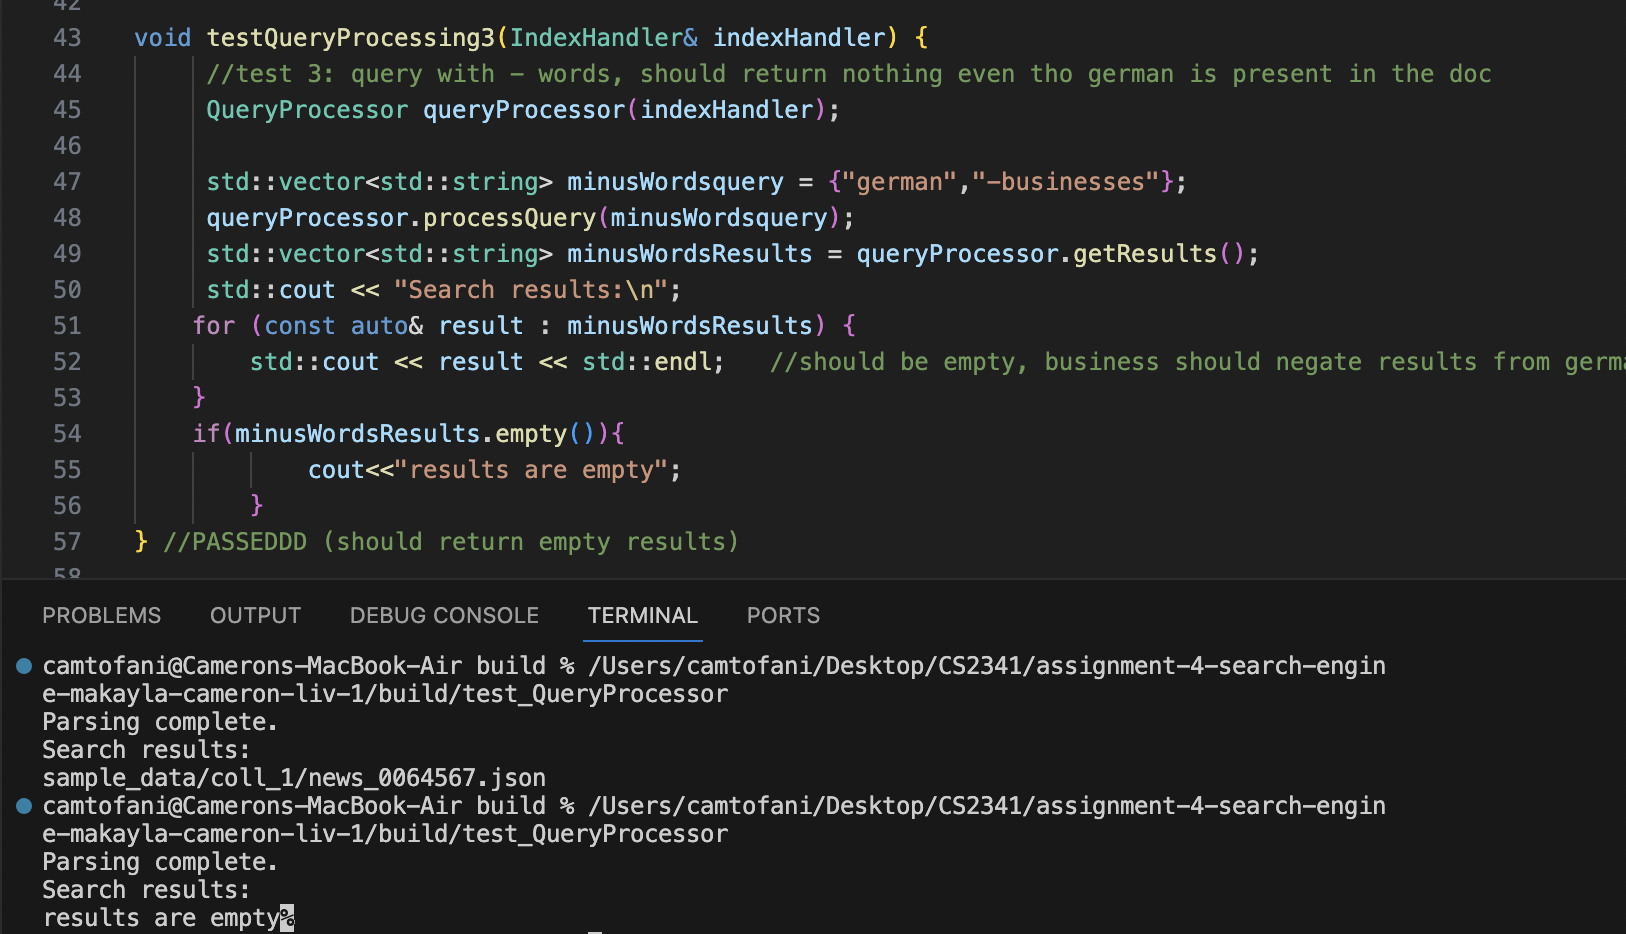 42
43 void testQueryProcessing3(IndexHandler& indexHandler) {
44 //test 3: query with - words, should return nothing even tho german is present in the doc
45 QueryProcessor queryProcessor(indexHandler);
46
47 std::vector<std::string> minusWordsquery = {"german","-businesses"};
48 queryProcessor.processQuery(minusWordsquery);
49 std::vector<std::string> minusWordsResults = queryProcessor.getResults();
50 std::cout << "Search results:\n";
51 for (const auto& result : minusWordsResults) {
52 std::cout << result << std::endl; //should be empty, business should negate results from germa
53 }
54 if(minusWordsResults.empty()){
55 cout<<"results are empty";
56 }
57 } //PASSEDDD (should return empty results)
58
PROBLEMS OUTPUT DEBUG CONSOLE TERMINAL PORTS
camtofani@Camerons-MacBook-Air build % /Users/camtofani/Desktop/CS2341/assignment-4-search-engin
e-makayla-cameron-liv-1/build/test_QueryProcessor
Parsing complete.
Search results:
sample_data/coll_1/news_0064567.json
camtofani@Camerons-MacBook-Air build % /Users/camtofani/Desktop/CS2341/assignment-4-search-engin
e-makayla-cameron-liv-1/build/test_QueryProcessor
Parsing complete.
Search results:
results are empty%